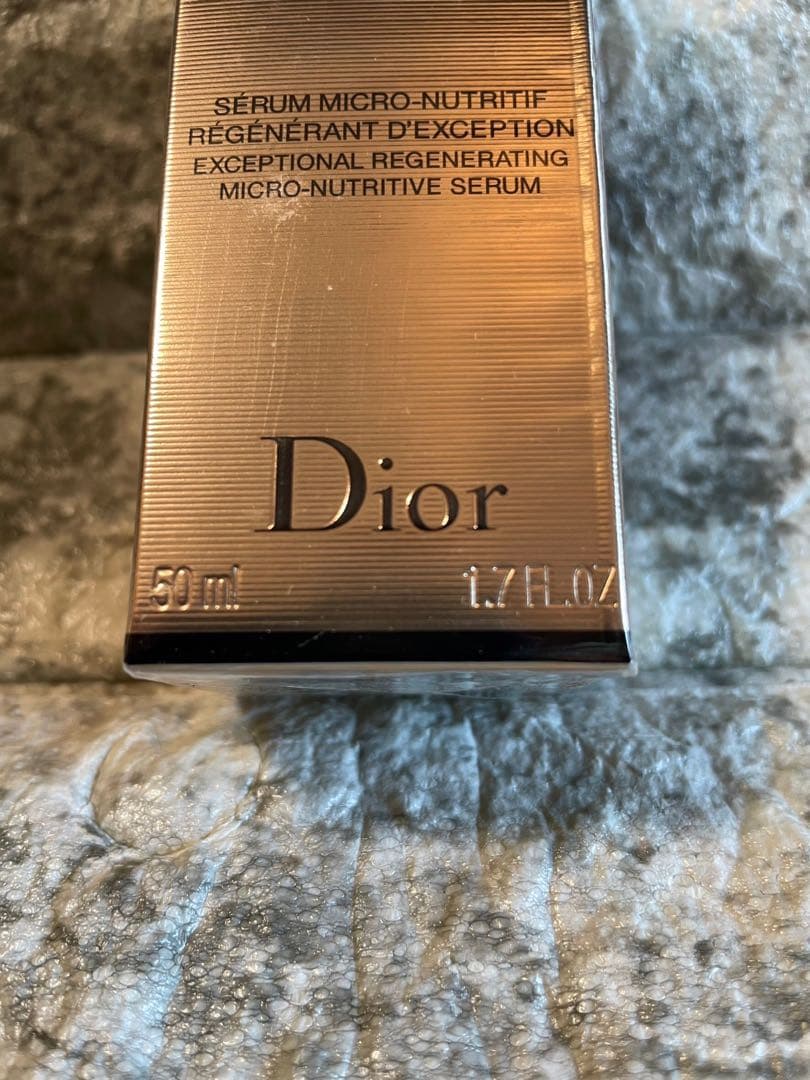 SÉRUM MICRO-NUTRITIF
RÉGÉNÉRANT D'EXCEPTION
EXCEPTIONAL REGENERATING
MICRO-NUTRITIVE SERUM
Dior
50 ml 1.7 FL.OZ